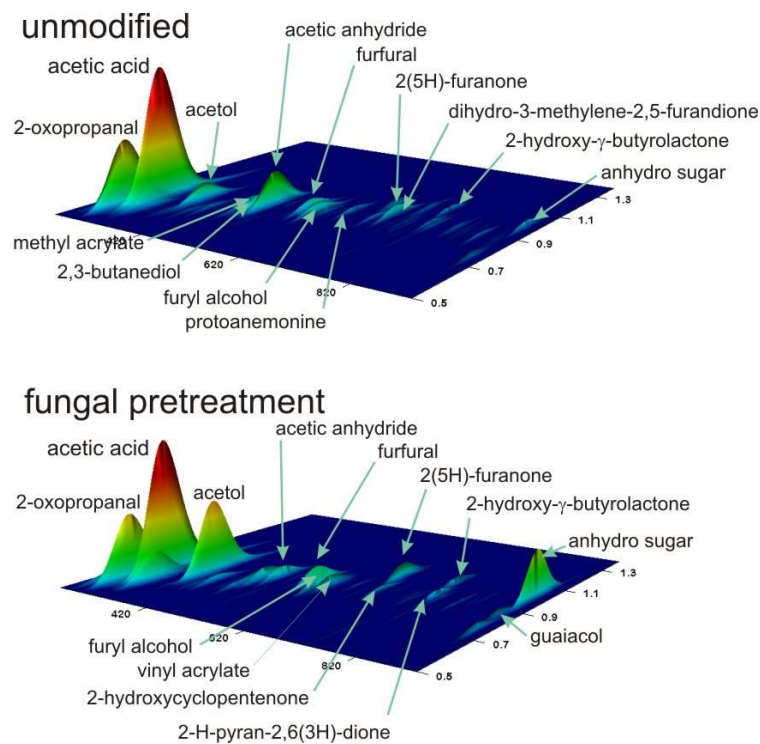 unmodified
acetic anhydride
acetic acid
furfural
acetol
2(5H)-furanone
2-oxopropanal
dihydro-3-methylene-2,5-furandione
2-hydroxy-γ-butyrolactone
anhydro sugar
methyl acrylate
2,3-butanediol
furyl alcohol
protoanemonine
620
820
0.5
0.7
0.9
1.1
1.3
fungal pretreatment
acetic anhydride
acetic acid
furfural
2-oxopropanal
acetol
2(5H)-furanone
2-hydroxy-γ-butyrolactone
anhydro sugar
furyl alcohol
vinyl acrylate
2-hydroxycyclopentenone
2-H-pyran-2,6(3H)-dione
guaiacol
420
820
0.5
0.7
0.9
1.1
1.3